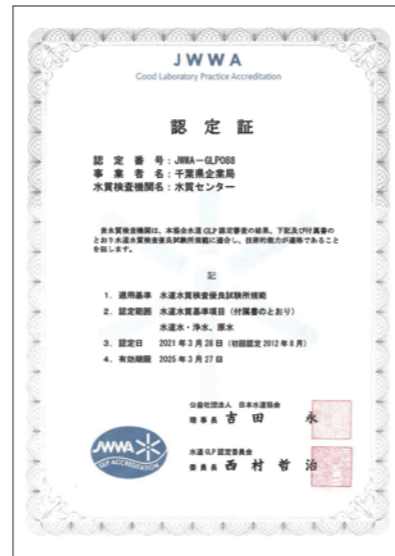 JWWA
Good Laboratory Practice Accreditation
認定証
認定番号：JWWA－GLP088
事業者名：千葉県企業局
水質検査機関名：水質センター
貴水質検査機関は、本協会水道GLP認定審査の結果、下記及び付属書の
とおり水道水質検査優良試験所規範に適合し、技術的能力が適格であること
を証します。
記
1．適用基準 水道水質検査優良試験所規範
2．認定範囲 水道水質基準項目（付属書のとおり）
水道水・浄水、原水
3．認定日 2021年3月28日（初回認定2012年8月）
4．有効期限 2025年3月27日
公益社団法人 日本水道協会
理事長 吉田 永
水道GLP認定委員会
委員長 西村哲治
JWWA
GLP ACCREDITATION